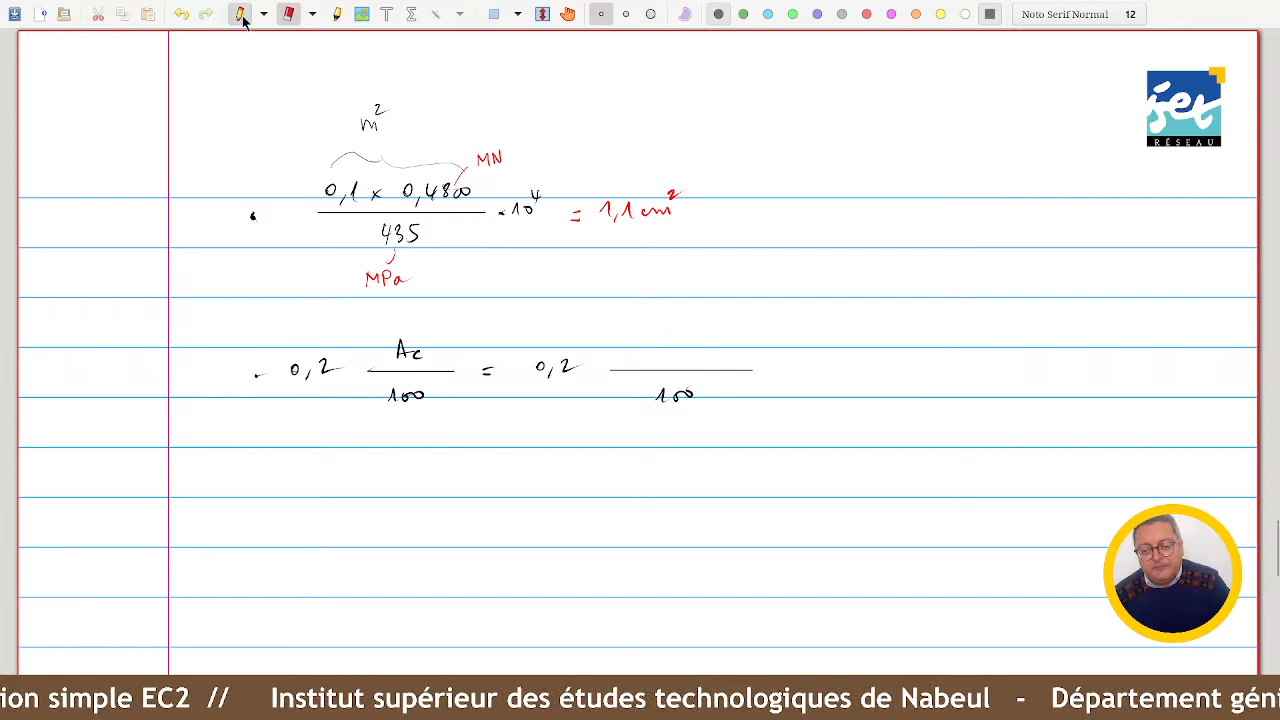 Noto Serif Normal 12
m²
MN
0,1 x 0,4800
435
. 10⁴ = 1,1 cm²
MPa
. 0,2 Ac / 100 = 0,2 / 100
iset
RÉSEAU
ion simple EC2 // Institut supérieur des études technologiques de Nabeul - Département géni